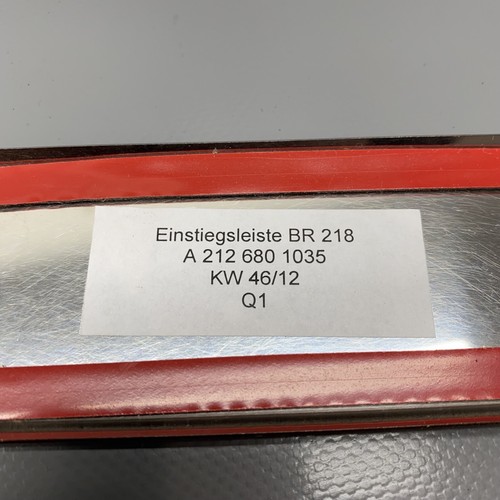 Einstiegsleiste BR 218
A 212 680 1035
KW 46/12
Q1